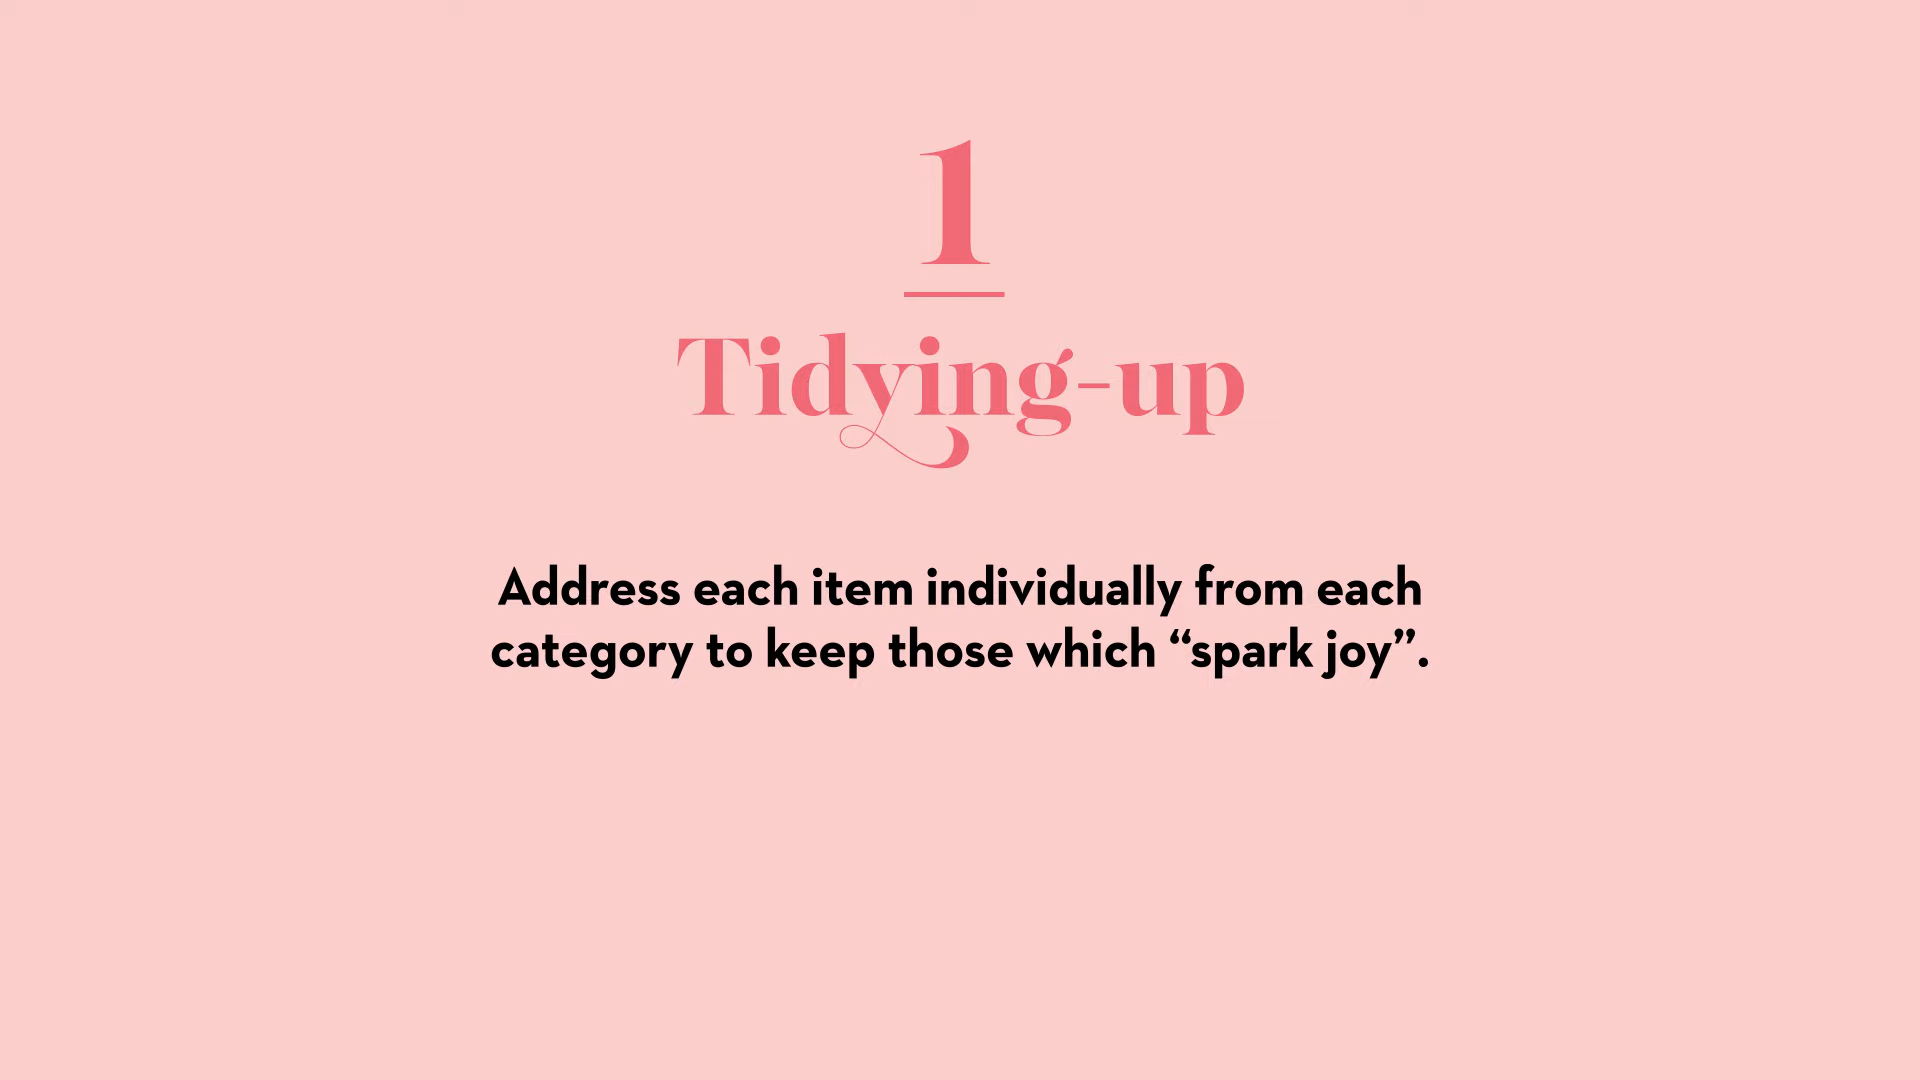 1
Tidying-up
Address each item individually from each
category to keep those which “spark joy”.